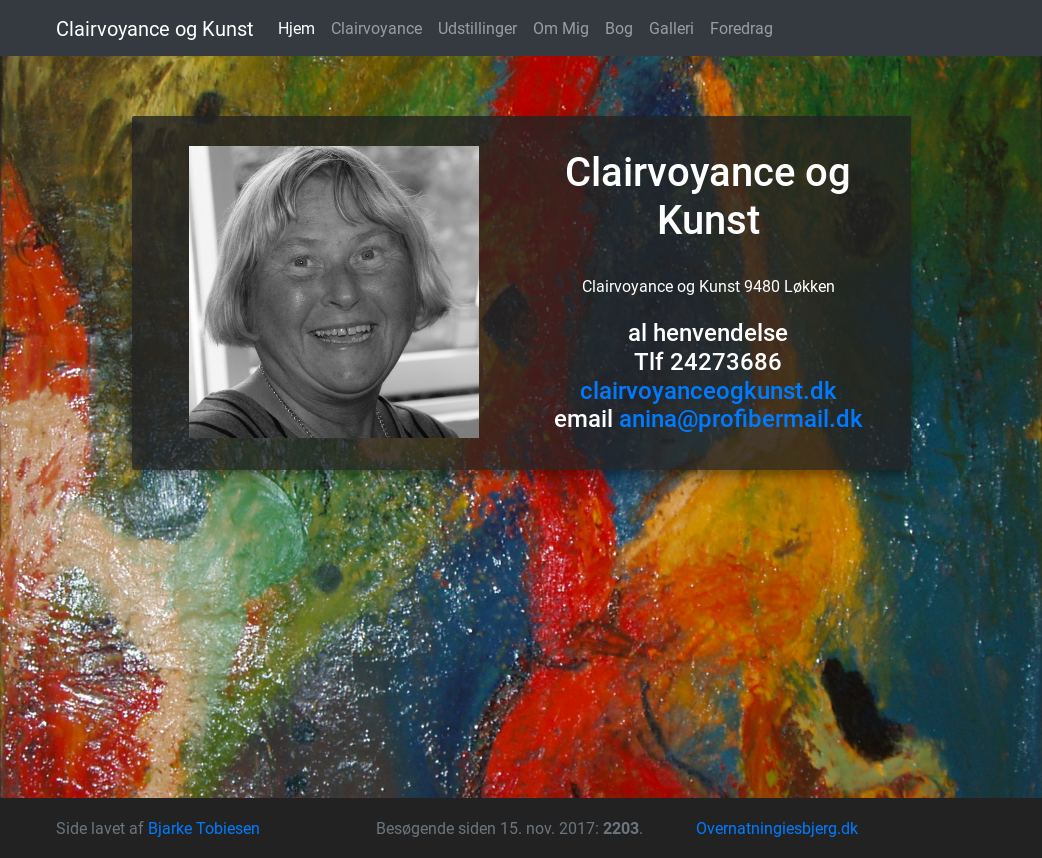 Clairvoyance og Kunst Hjem Clairvoyance Udstillinger Om Mig Bog Galleri Foredrag
Clairvoyance og
Kunst
Clairvoyance og Kunst 9480 Løkken
al henvendelse
Tlf 24273686
clairvoyanceogkunst.dk
email anina@profibermail.dk
Side lavet af Bjarke Tobiesen Besøgende siden 15. nov. 2017: 2203. Overnatningiesbjerg.dk